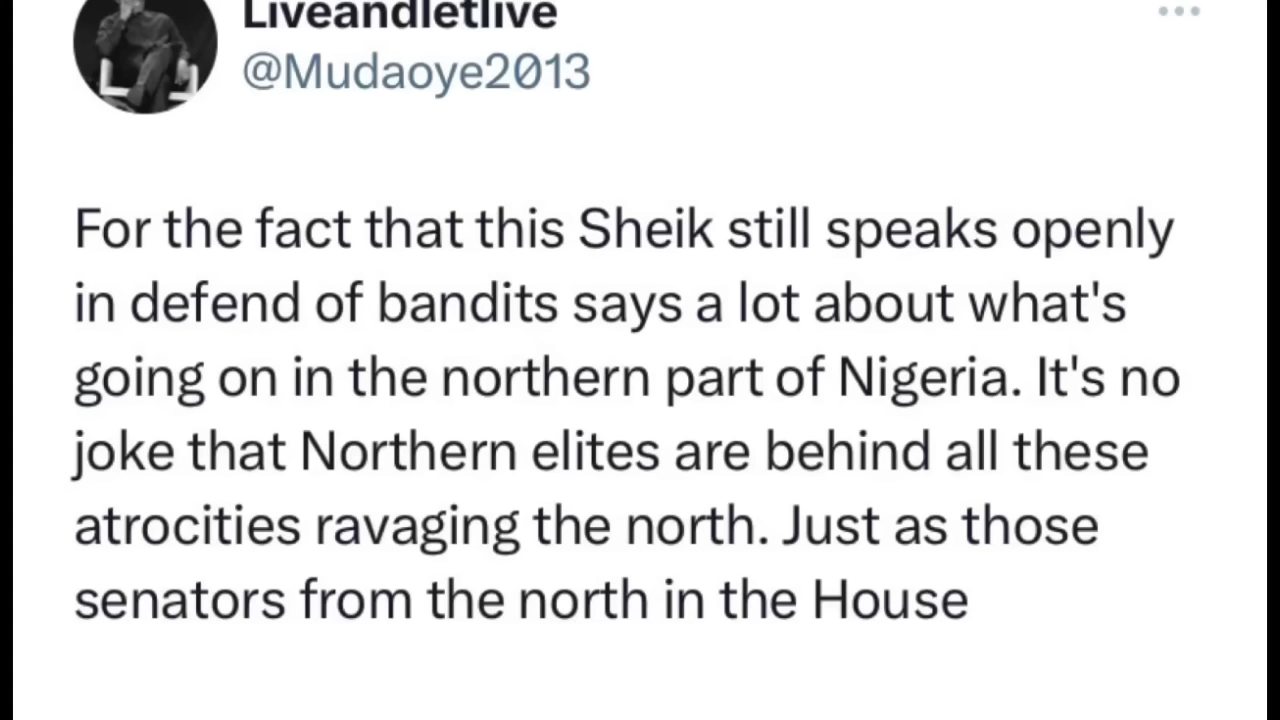 Liveandletlive
@Mudaoye2013
For the fact that this Sheik still speaks openly
in defend of bandits says a lot about what's
going on in the northern part of Nigeria. It's no
joke that Northern elites are behind all these
atrocities ravaging the north. Just as those
senators from the north in the House